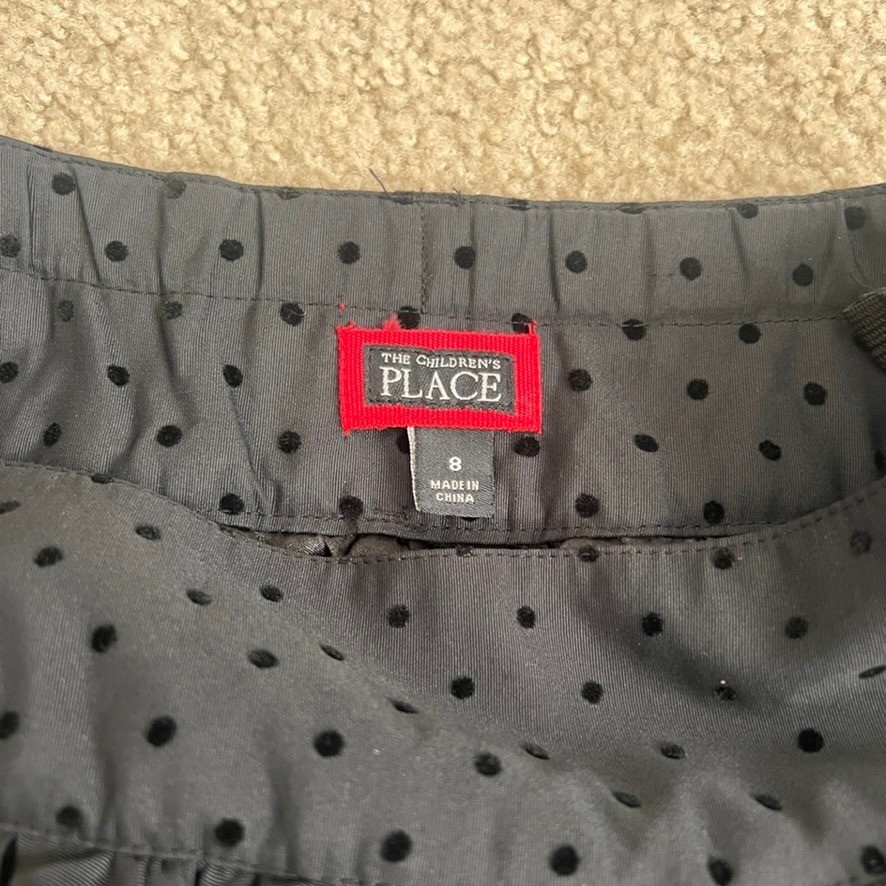 THE CHILDREN'S
PLACE
8
MADE IN
CHINA